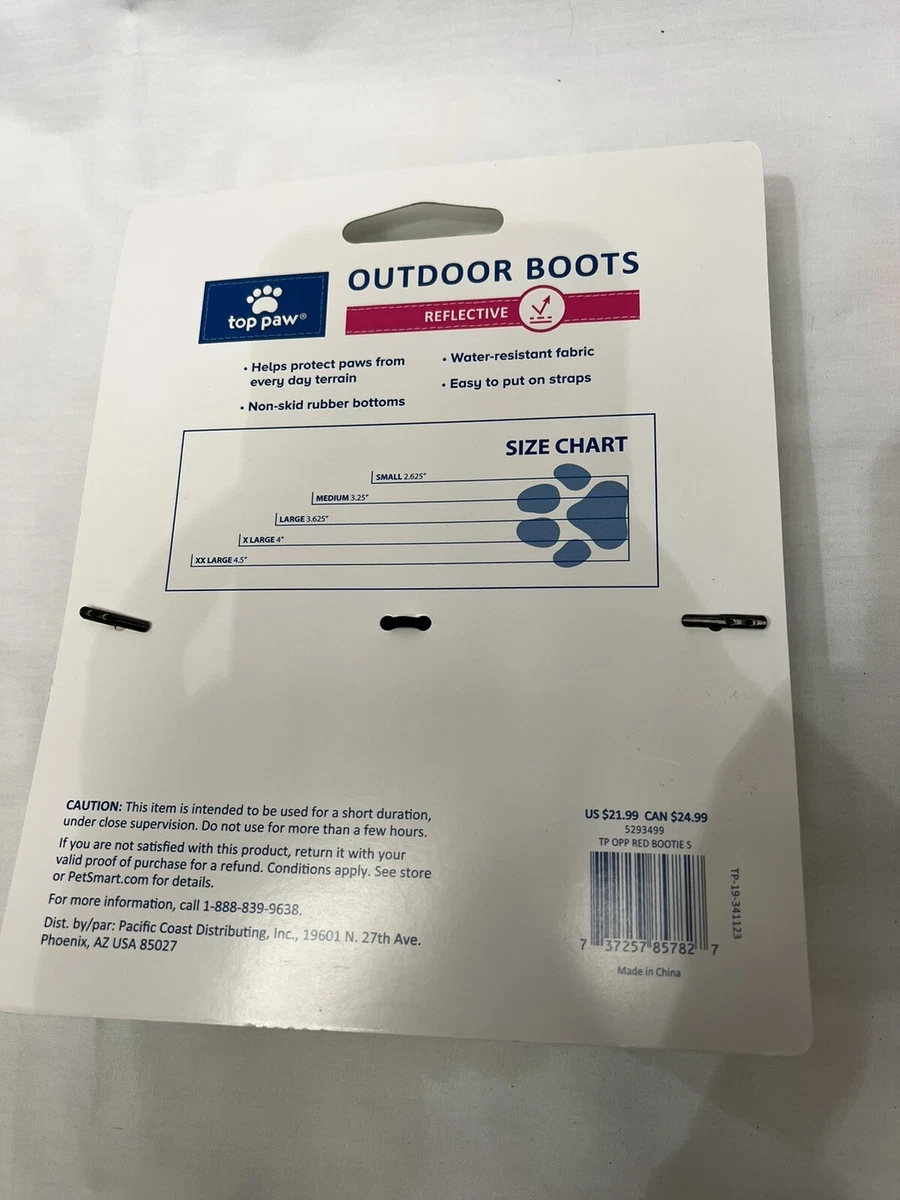 top paw®
OUTDOOR BOOTS
REFLECTIVE
• Helps protect paws from
every day terrain
• Non-skid rubber bottoms
• Water-resistant fabric
• Easy to put on straps
SIZE CHART
SMALL 2.625"
MEDIUM 3.25"
LARGE 3.625"
X LARGE 4"
XX LARGE 4.5"
CAUTION: This item is intended to be used for a short duration,
under close supervision. Do not use for more than a few hours.
If you are not satisfied with this product, return it with your
valid proof of purchase for a refund. Conditions apply. See store
or PetSmart.com for details.
For more information, call 1-888-839-9638.
Dist. by/par: Pacific Coast Distributing, Inc., 19601 N. 27th Ave.
Phoenix, AZ USA 85027
US $21.99 CAN $24.99
5293499
TP OPP RED BOOTIE S
7 37257 85782 7
TP-19-341123
Made in China